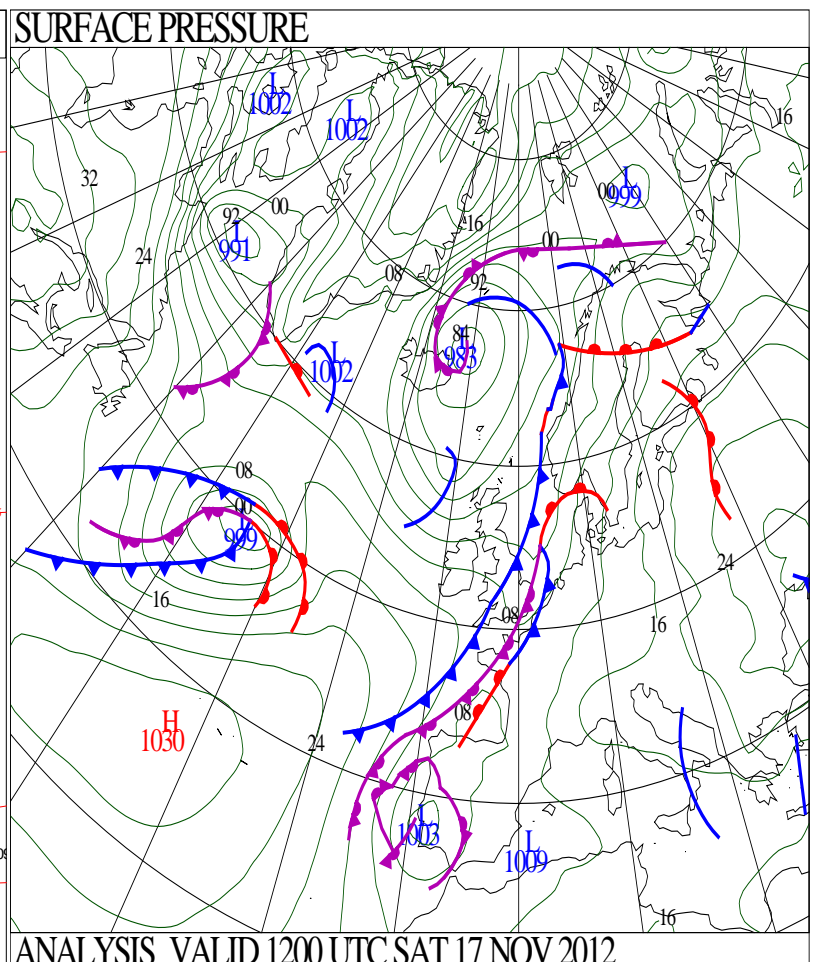 SURFACE PRESSURE
L
1002
L
1002
16
32
L
999
00
92
00
L
991
-16
24
00
08
92
84
L
983
L
1002
08
00
L
999
24
16
08
16
08
H
1030
24
L
1003
L
1009
16
ANALYSIS VALID 1200 UTC SAT 17 NOV 2012